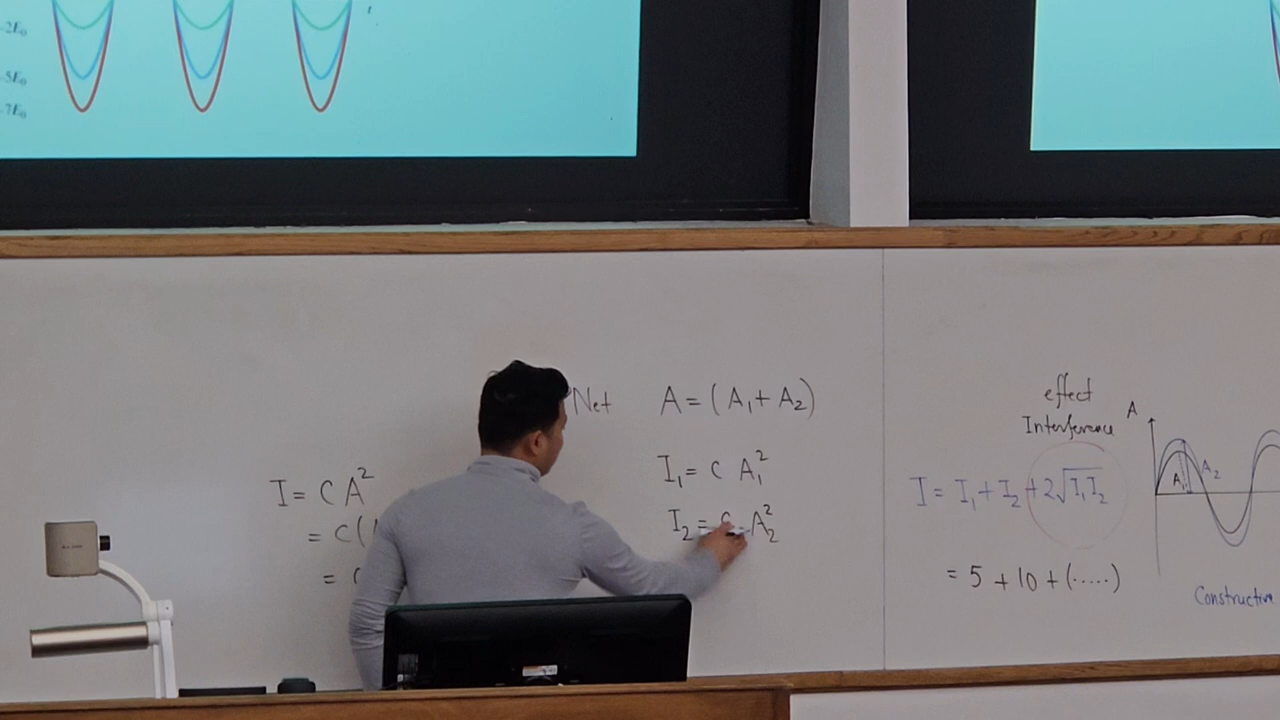 -2E₀
-5E₀
-7E₀
Net A = (A₁ + A₂)
I = C A²
= C(
= (
I₁ = C A₁²
I₂ = C A₂²
effect
Interference
I = I₁ + I₂ + 2√I₁I₂
= 5 + 10 + (.....)
A
A₁
A₂
Constructive